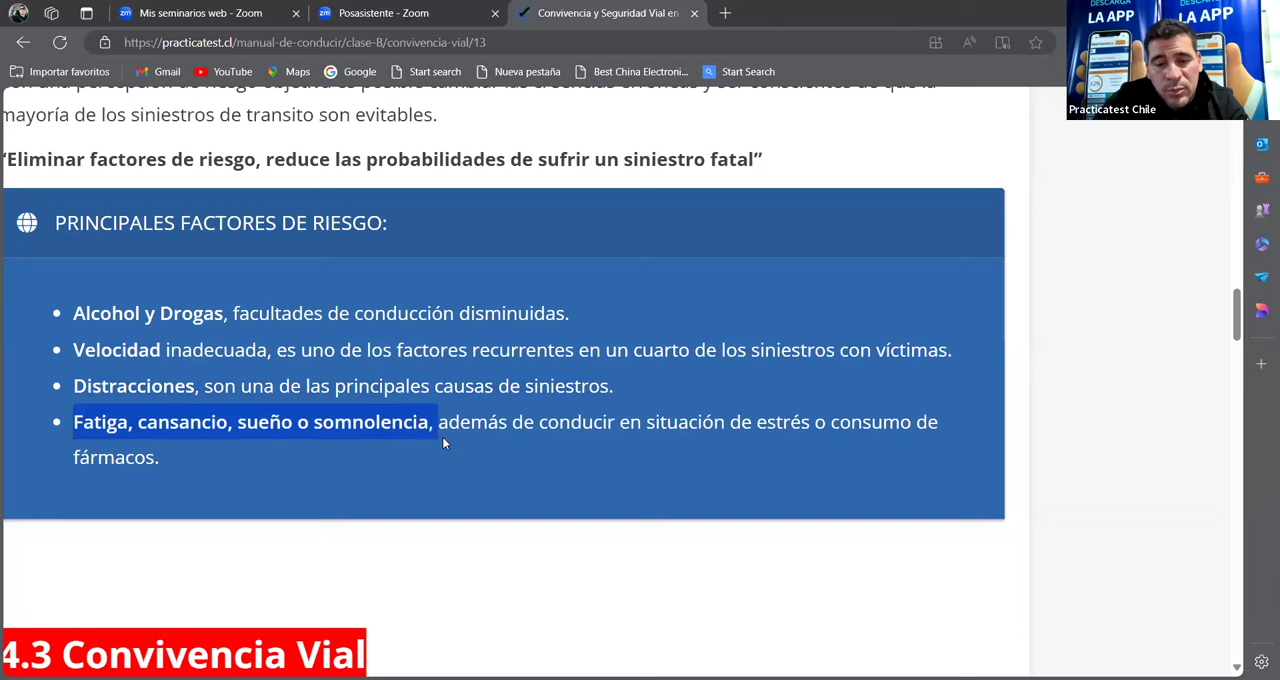 Mis seminarios web - Zoom
Posasistente - Zoom
Convivencia y Seguridad Vial en
https://practicatest.cl/manual-de-conducir/clase-B/convivencia-vial/13
Importar favoritos
Gmail
YouTube
Maps
Google
Start search
Nueva pestaña
Best China Electroni...
Start Search
DESCARGA
LA APP
DESCARGA
LA APP
Practicatest Chile
mayoría de los siniestros de transito son evitables.
“Eliminar factores de riesgo, reduce las probabilidades de sufrir un siniestro fatal”
PRINCIPALES FACTORES DE RIESGO:
• Alcohol y Drogas, facultades de conducción disminuidas.
• Velocidad inadecuada, es uno de los factores recurrentes en un cuarto de los siniestros con víctimas.
• Distracciones, son una de las principales causas de siniestros.
• Fatiga, cansancio, sueño o somnolencia, además de conducir en situación de estrés o consumo de
fármacos.
4.3 Convivencia Vial